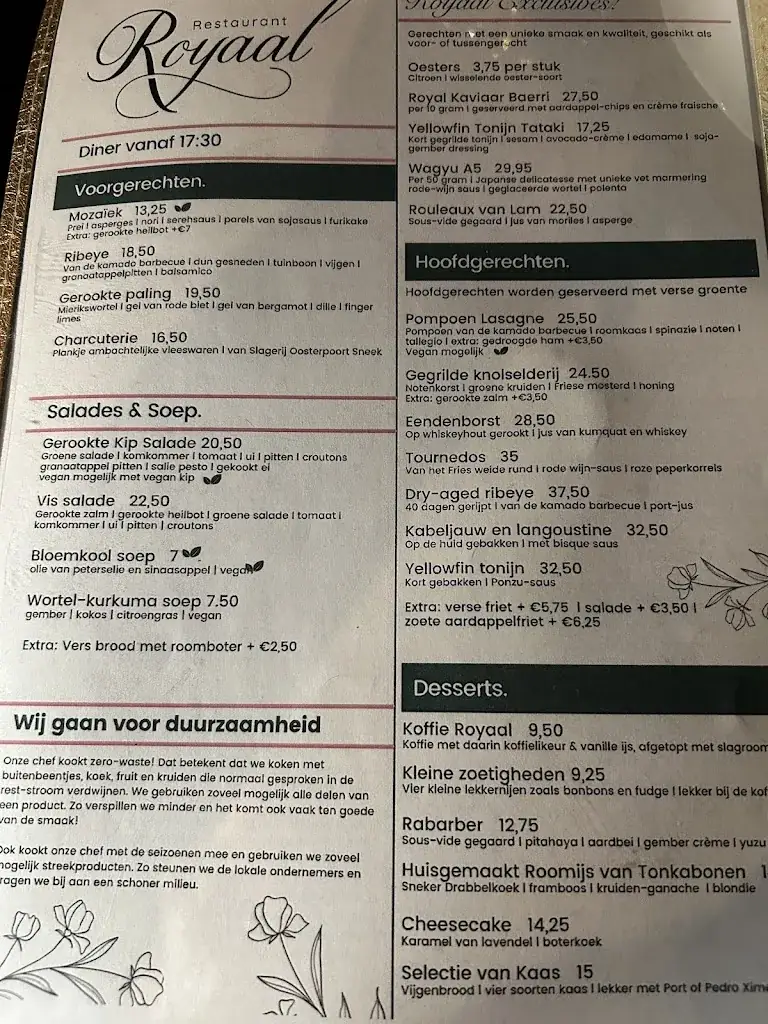 Restaurant
Royaal
Diner vanaf 17:30
Voorgerechten.
Mozaïek 13,25
Prei | asperges | nori | serehsaus | parels van sojasaus | furikake
Extra: gerookte heilbot +€7
Ribeye 18,50
Van de kamado barbecue | dun gesneden | tuinboon | vijgen |
granaatappelpitten | balsamico
Gerookte paling 19,50
Mierikswortel | gel van rode biet | gel van bergamot | dille | finger
limes
Charcuterie 16,50
Plankje ambachtelijke vleeswaren | van Slagerij Oosterpoort Sneek
Salades & Soep.
Gerookte Kip Salade 20,50
Groene salade | komkommer | tomaat | ui | pitten | croutons
granaatappel pitten | salie pesto | gekookt ei
vegan mogelijk met vegan kip
Vis salade 22,50
Gerookte zalm | gerookte heilbot | groene salade | tomaat |
komkommer | ui | pitten | croutons
Bloemkool soep 7
olie van peterselie en sinaasappel | vegan
Wortel-kurkuma soep 7.50
gember | kokos | citroengras | vegan
Extra: Vers brood met roomboter + €2,50
Wij gaan voor duurzaamheid
Onze chef kookt zero-waste! Dat betekent dat we koken met
buitenbeentjes, koek, fruit en kruiden die normaal gesproken in de
rest-stroom verdwijnen. We gebruiken zoveel mogelijk alle delen van
een product. Zo verspillen we minder en het komt ook vaak ten goede
van de smaak!
Ook kookt onze chef met de seizoenen mee en gebruiken we zoveel
mogelijk streekproducten. Zo steunen we de lokale ondernemers en
ragen we bij aan een schoner milieu.
Royaal Exclusives!
Gerechten met een unieke smaak en kwaliteit, geschikt als
voor- of tussengerecht
Oesters 3,75 per stuk
Citroen | wisselende oester-soort
Royal Kaviaar Baerri 27,50
per 10 gram | geserveerd met aardappel-chips en crème fraische
Yellowfin Tonijn Tataki 17,25
Kort gegrilde tonijn | sesam | avocado-crème | edamame | soja-
gember dressing
Wagyu A5 29,95
Per 50 gram | Japanse delicatesse met unieke vet marmering
rode-wijn saus | geglaceerde wortel | polenta
Rouleaux van Lam 22,50
Sous-vide gegaard | jus van morilles | asperge
Hoofdgerechten.
Hoofdgerechten worden geserveerd met verse groente
Pompoen Lasagne 25,50
Pompoen van de kamado barbecue | roomkaas | spinazie | noten |
tallegio | extra: gedroogde ham +€3,50
Vegan mogelijk
Gegrilde knolselderij 24.50
Notenkorst | groene kruiden | Friese mosterd | honing
Extra: gerookte zalm +€3,50
Eendenborst 28,50
Op whiskeyhout gerookt | jus van kumquat en whiskey
Tournedos 35
Van het Fries weide rund | rode wijn-saus | roze peperkorrels
Dry-aged ribeye 37,50
40 dagen gerijpt | van de kamado barbecue | port-jus
Kabeljauw en langoustine 32,50
Op de huid gebakken | met bisque saus
Yellowfin tonijn 32,50
Kort gebakken | Ponzu-saus
Extra: verse friet + €5,75 | salade + €3,50 |
zoete aardappelfriet + €6,25
Desserts.
Koffie Royaal 9,50
Koffie met daarin koffielikeur & vanille ijs, afgetopt met slagroom
Kleine zoetigheden 9,25
Vier kleine lekkernijen zoals bonbons en fudge | lekker bij de kof
Rabarber 12,75
Sous-vide gegaard | pitahaya | aardbei | gember crème | yuzu
Huisgemaakt Roomijs van Tonkabonen 1
Sneker Drabbelkoek | framboos | kruiden-ganache | blondie
Cheesecake 14,25
Karamel van lavendel | boterkoek
Selectie van Kaas 15
Vijgenbrood | vier soorten kaas | lekker met Port of Pedro Xim